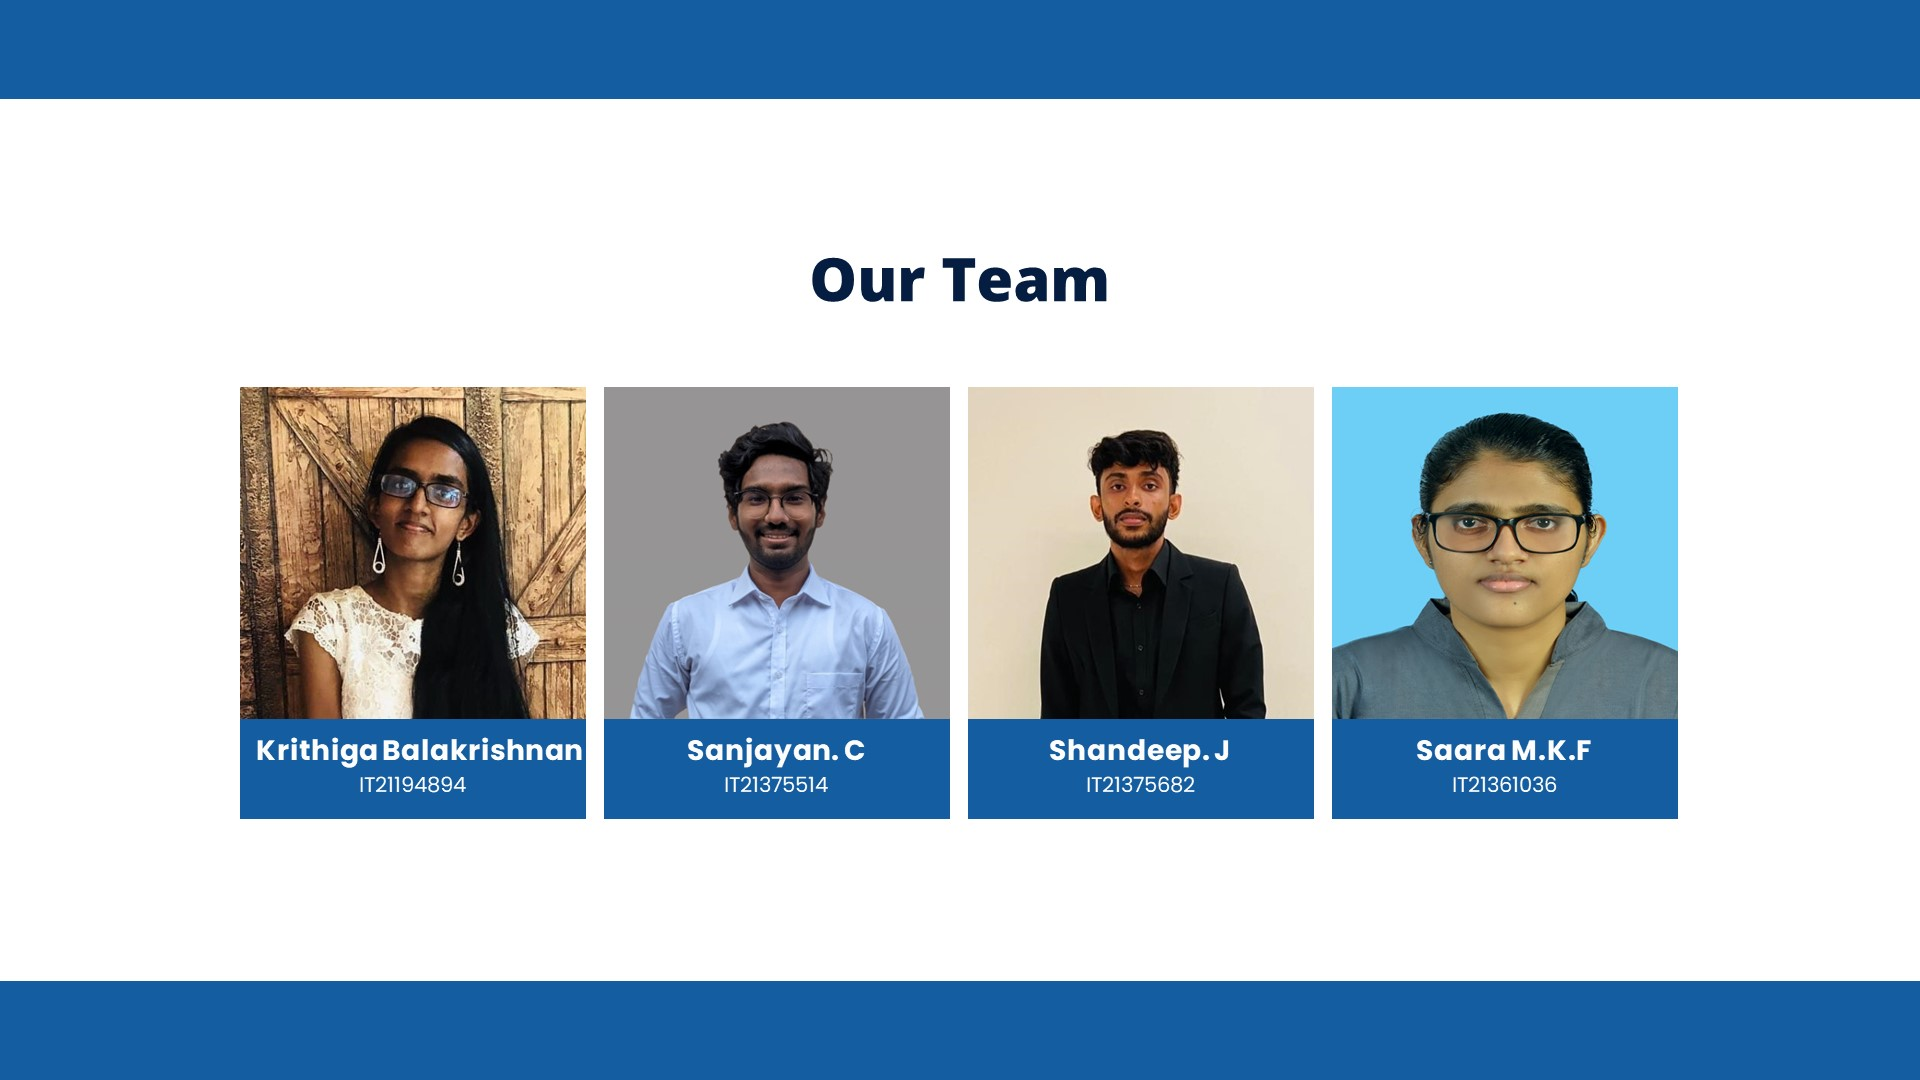 Our Team
Krithiga Balakrishnan
IT21194894
Sanjayan. C
IT21375514
Shandeep. J
IT21375682
Saara M.K.F
IT21361036